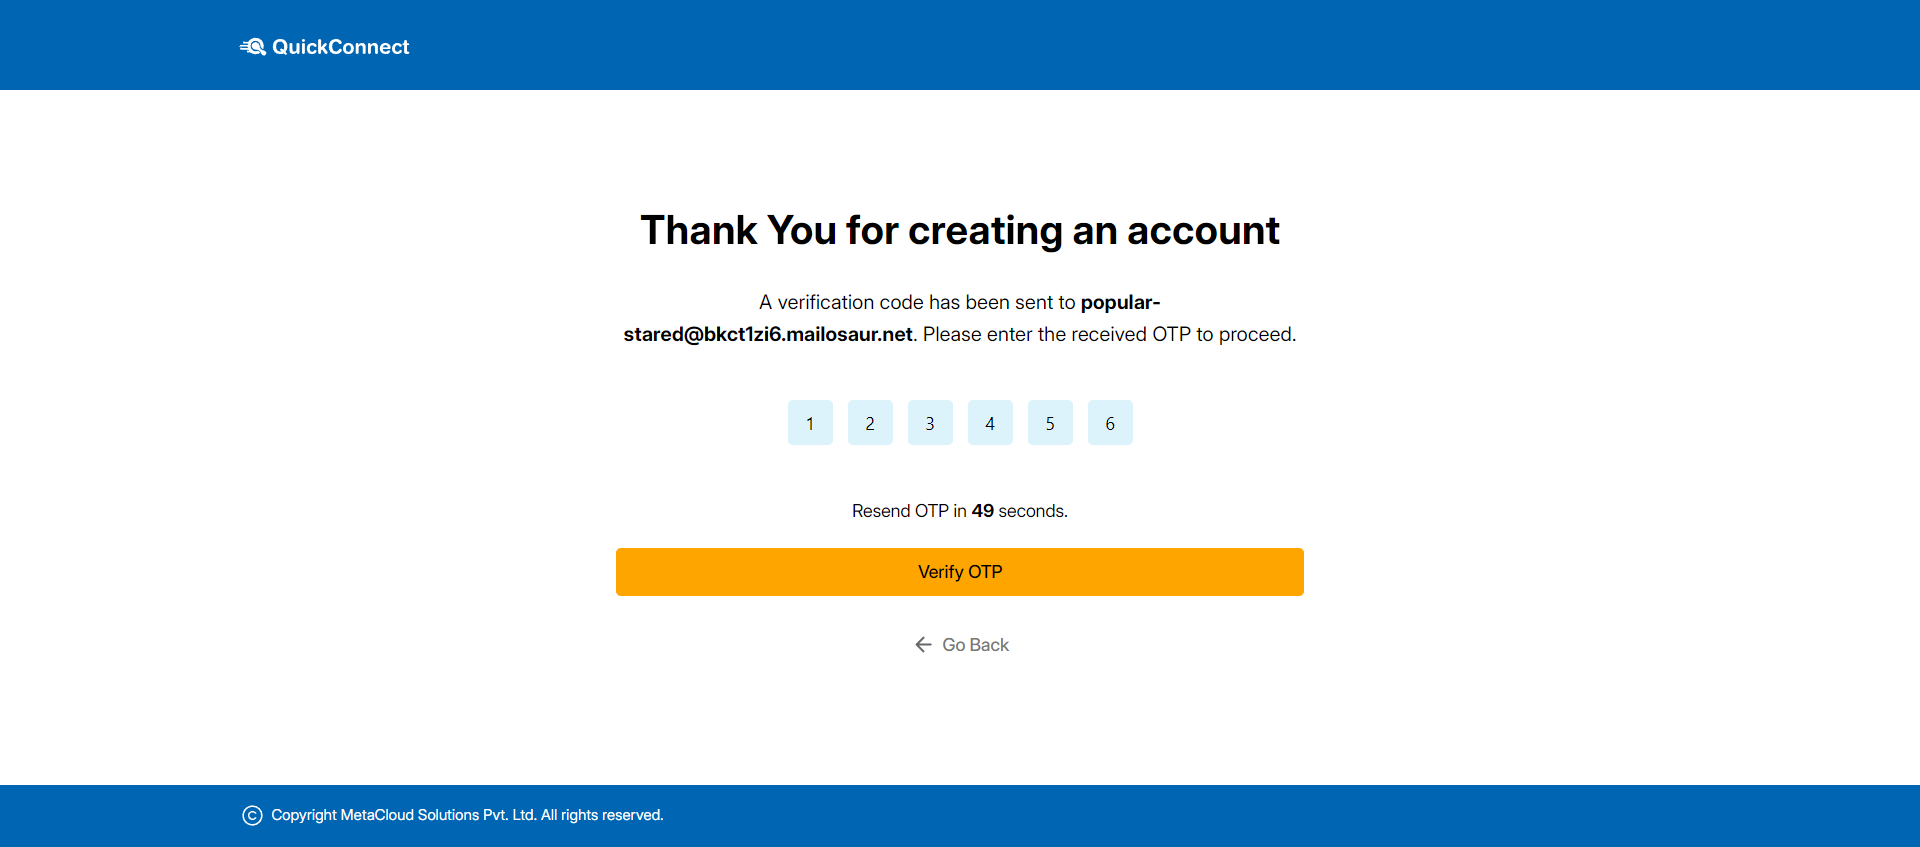 QuickConnect
Thank You for creating an account
A verification code has been sent to popular-
stared@bkct1zi6.mailosaur.net. Please enter the received OTP to proceed.
1 2 3 4 5 6
Resend OTP in 49 seconds.
Verify OTP
← Go Back
© Copyright MetaCloud Solutions Pvt. Ltd. All rights reserved.